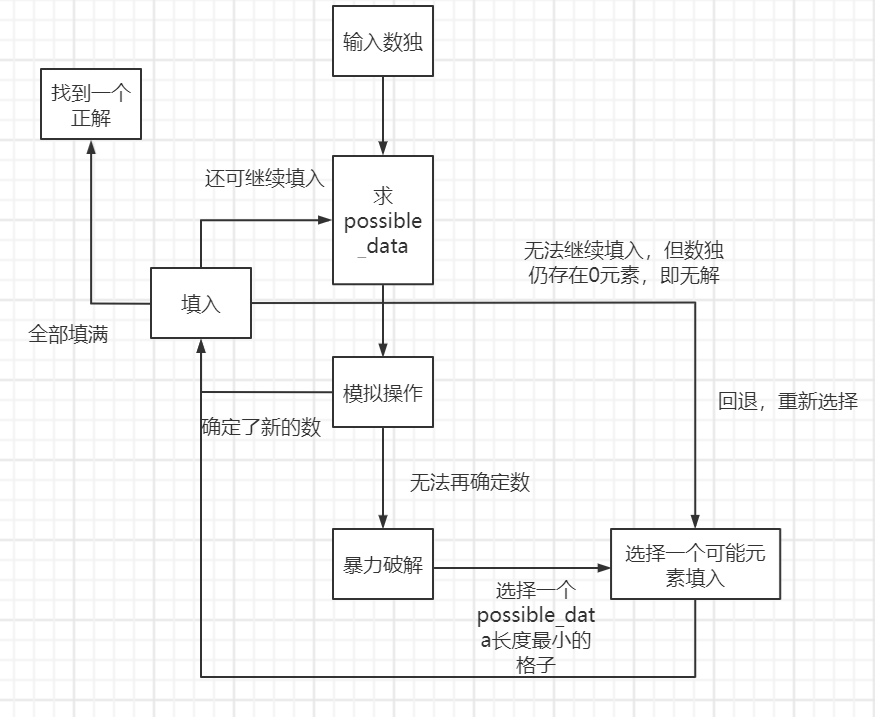 输入数独
找到一个
正解
还可继续填入
求
possible
_data
无法继续填入，但数独
仍存在0元素，即无解
填入
全部填满
模拟操作
回退，重新选择
确定了新的数
无法再确定数
暴力破解
选择一个可能元
素填入
选择一个
possible_dat
a长度最小的
格子